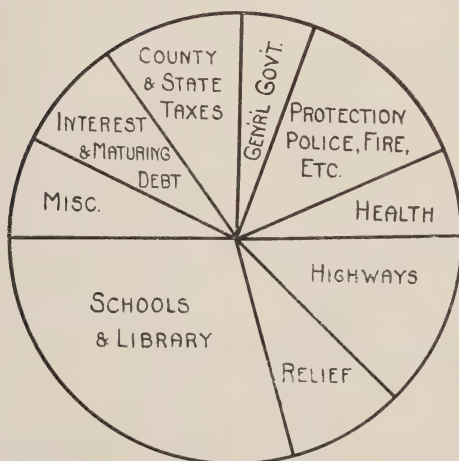 COUNTY
& STATE
TAXES
GEN'R'L GOV'T.
PROTECTION
POLICE, FIRE,
ETC.
HEALTH
HIGHWAYS
RELIEF
SCHOOLS
& LIBRARY
MISC.
INTEREST
& MATURING
DEBT